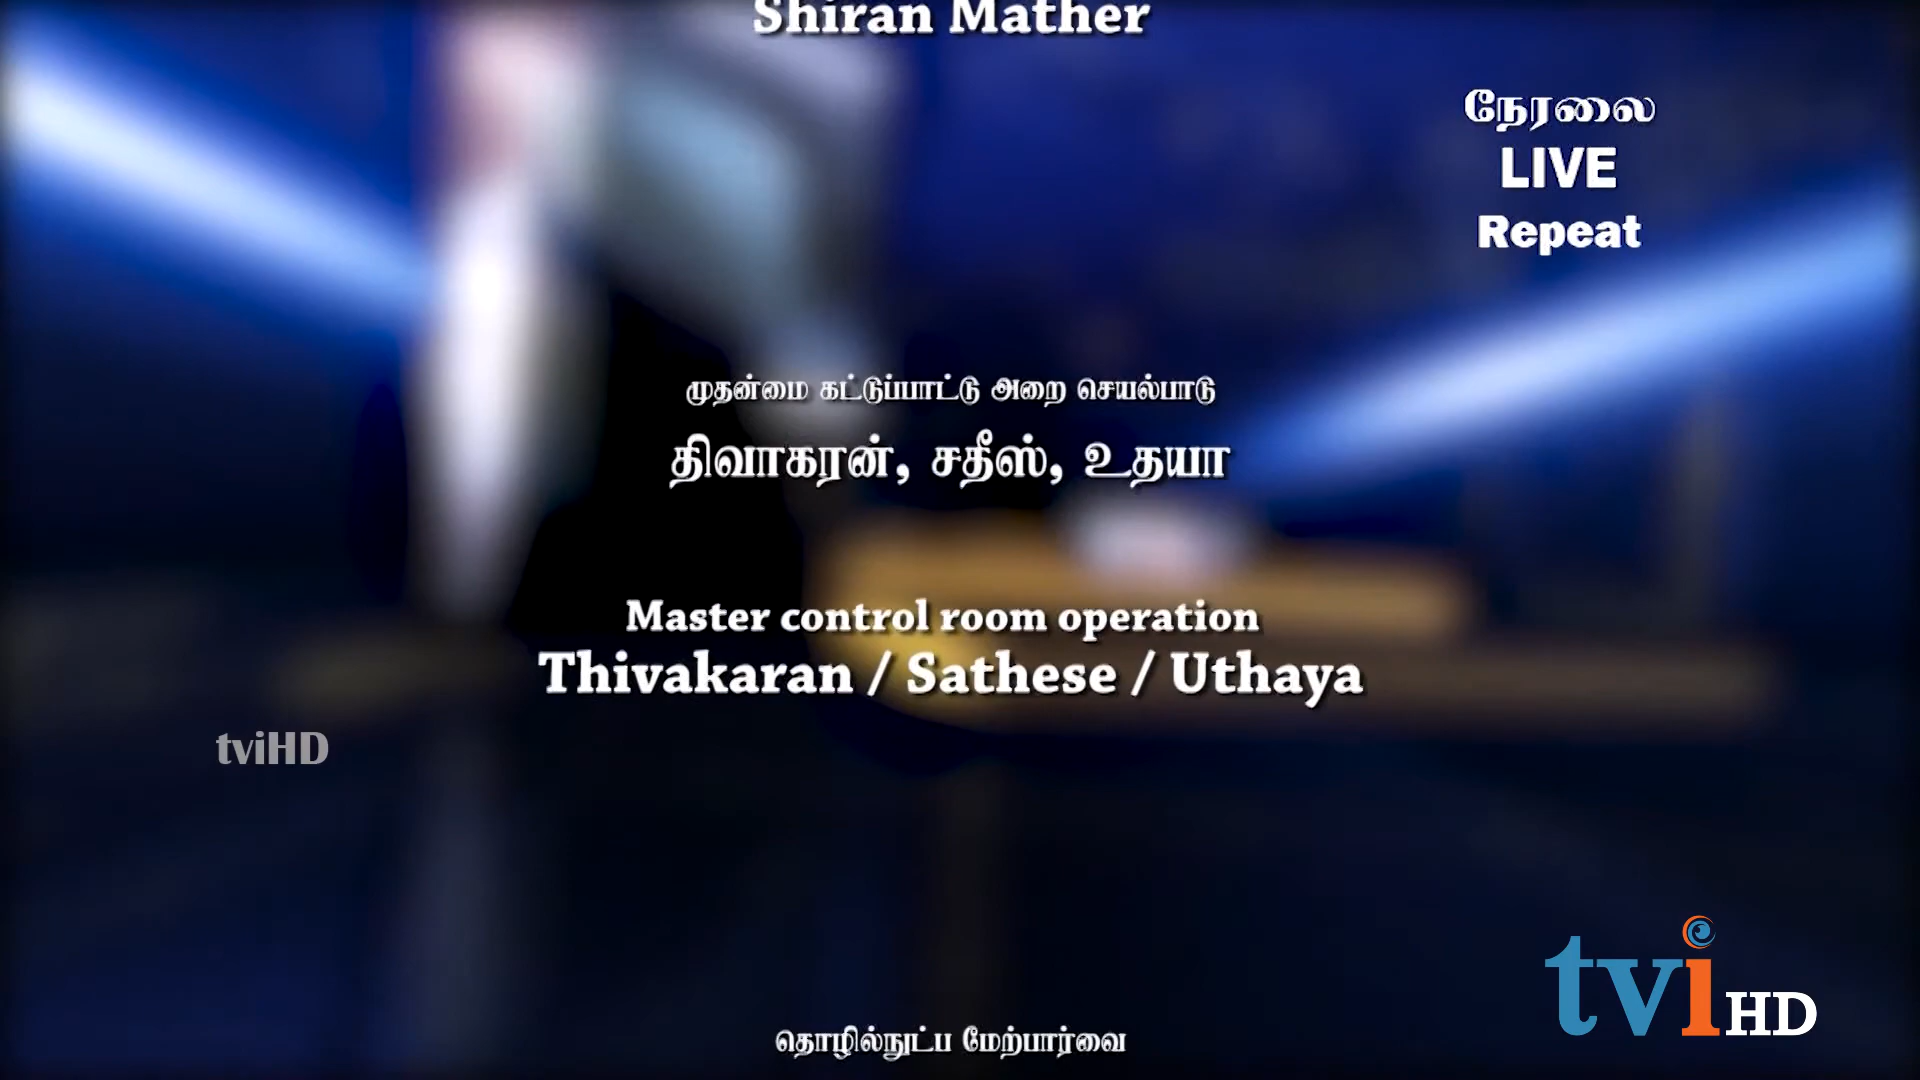 Shiran Mather
நேரலை
LIVE
Repeat
முதன்மை கட்டுப்பாட்டு அறை செயல்பாடு
திவாகரன், சதீஸ், உதயா
Master control room operation
Thivakaran / Sathese / Uthaya
tviHD
tvi HD
தொழில்நுட்ப மேற்பார்வை